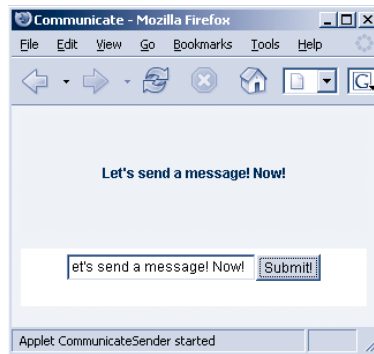 Communicate - Mozilla Firefox
File Edit View Go Bookmarks Tools Help
G
Let's send a message! Now!
et's send a message! Now! Submit!
Applet CommunicateSender started